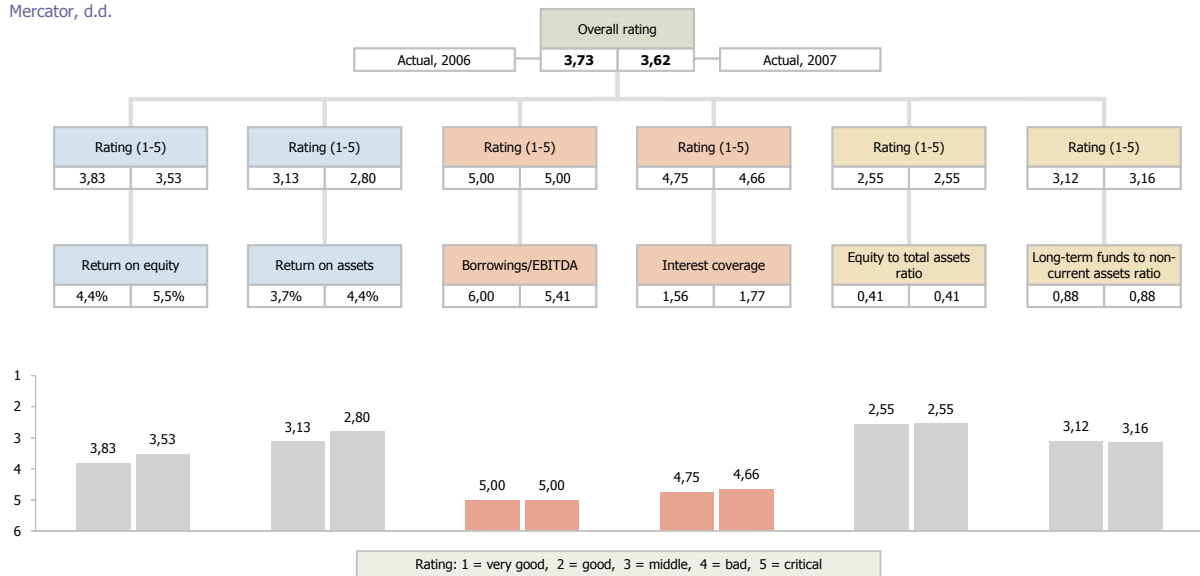 Mercator, d.d.
Overall rating
Actual, 2006 3,73 3,62 Actual, 2007
Rating (1-5) Rating (1-5) Rating (1-5) Rating (1-5) Rating (1-5) Rating (1-5)
3,83 3,53 3,13 2,80 5,00 5,00 4,75 4,66 2,55 2,55 3,12 3,16
Return on equity Return on assets Borrowings/EBITDA Interest coverage Equity to total assets Long-term funds to non-
ratio current assets ratio
4,4% 5,5% 3,7% 4,4% 6,00 5,41 1,56 1,77 0,41 0,41 0,88 0,88
1
2
3
4
5
6
3,83 3,53 3,13 2,80 5,00 5,00 4,75 4,66 2,55 2,55 3,12 3,16
Rating: 1 = very good, 2 = good, 3 = middle, 4 = bad, 5 = critical